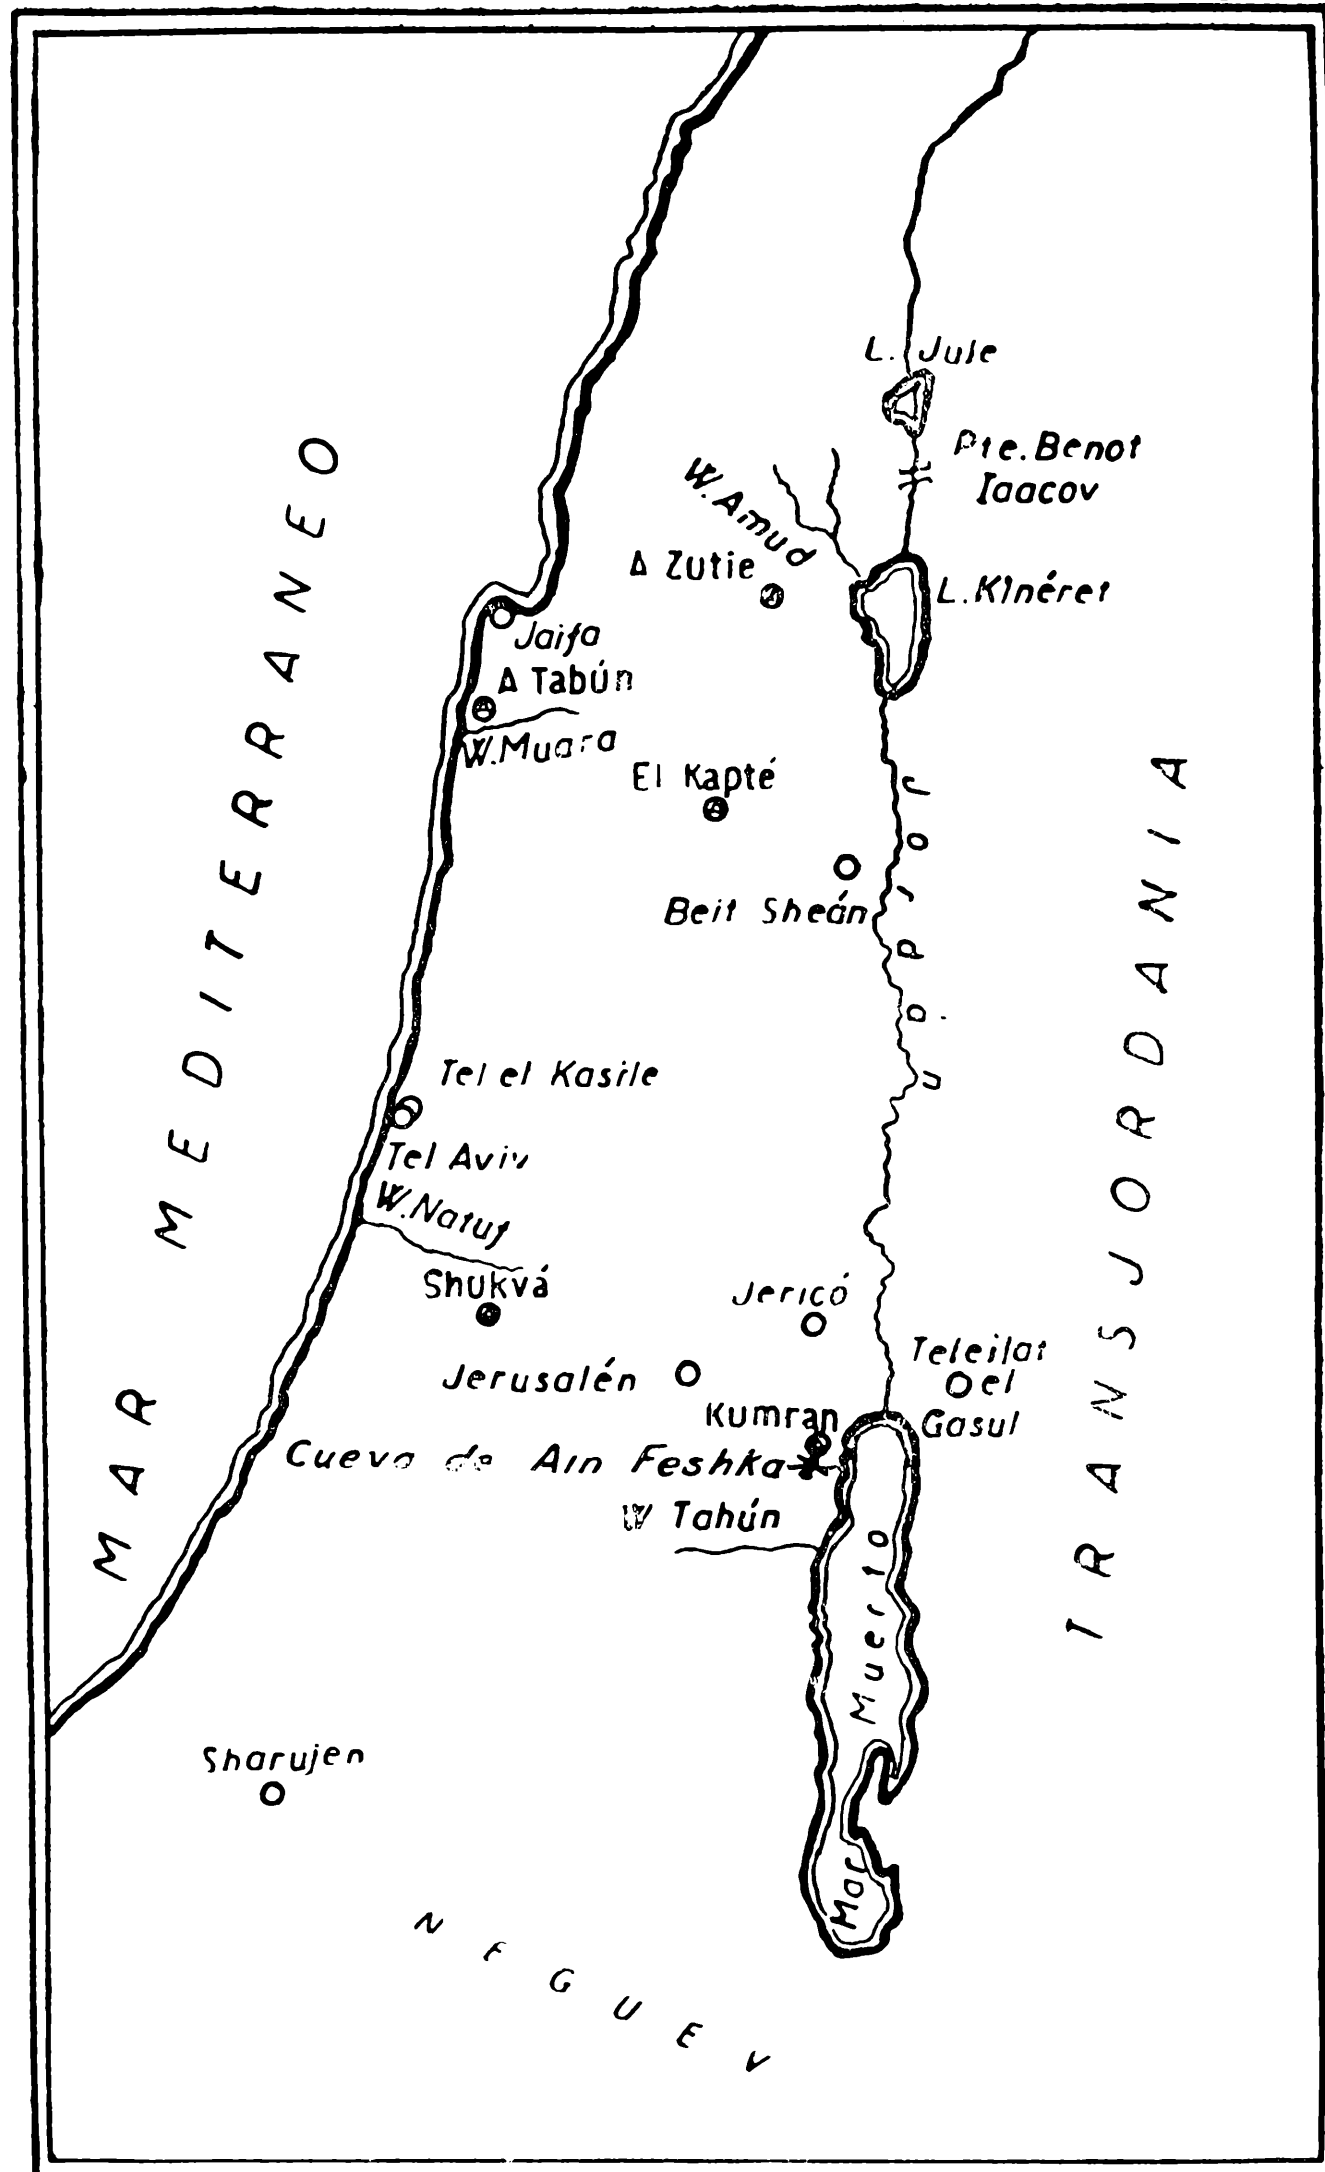 L. Jule
Pte. Benot
Iaacov
W. Amud
Δ Zutie
L. Kinéret
Jaifa
Δ Tabún
W. Muara
El Kapté
Beit Sheán
Jordán
MAR MEDITERRANEO
TRANSJORDANIA
Tel el Kasile
Tel Aviv
W. Natuf
Shukvá
Jericó
Jerusalén
Teleilat
el
Gasul
Kumran
Cueva de Ain Feshka
W Tahún
Mar Muerto
Sharujen
NEGUEV